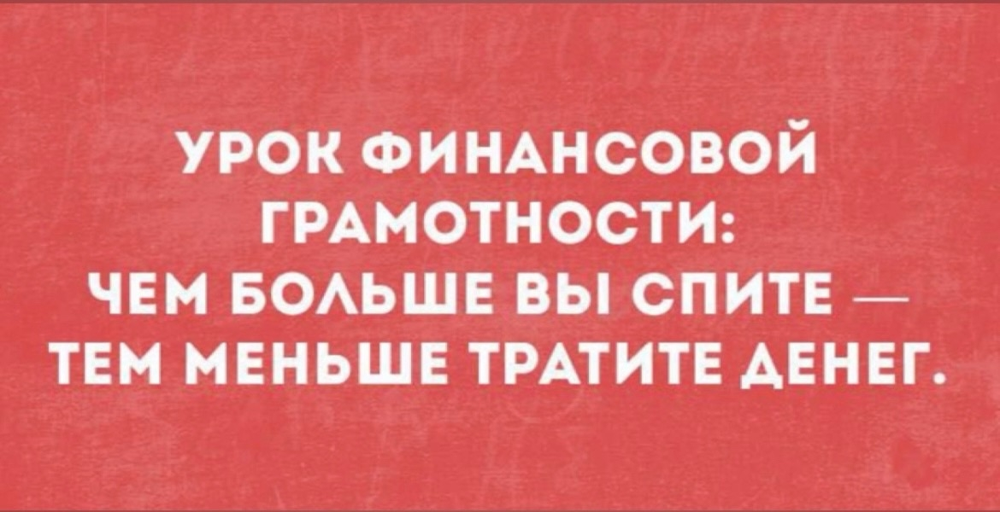 УРОК ФИНАНСОВОЙ
ГРАМОТНОСТИ:
ЧЕМ БОЛЬШЕ ВЫ СПИТЕ —
ТЕМ МЕНЬШЕ ТРАТИТЕ ДЕНЕГ.